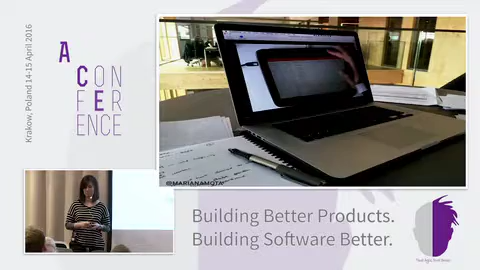 Krakow, Poland 14-15 April 2016
A
CON
FER
ENCE
@MARIANAMOTA
Building Better Products.
Building Software Better.